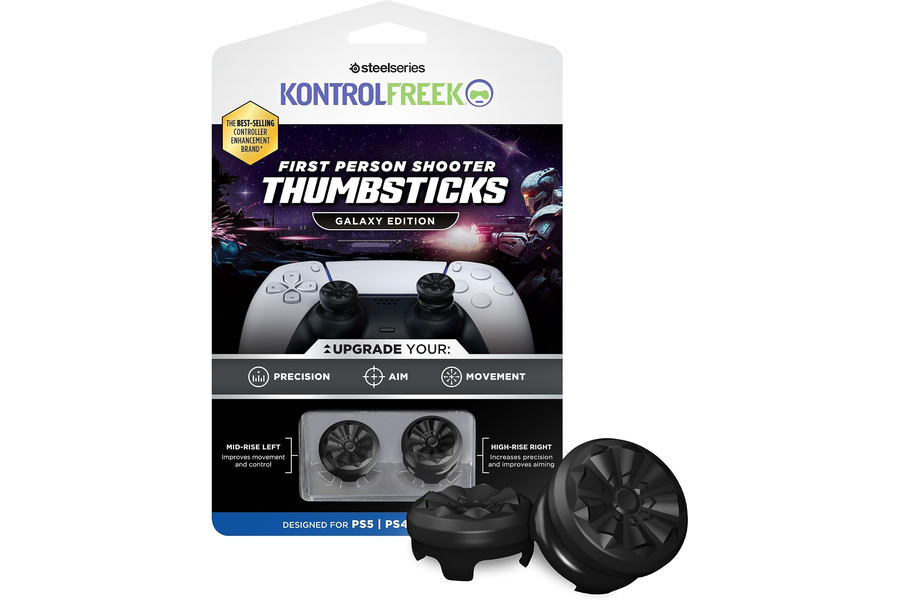 steelseries
KONTROLFREEK
THE BEST-SELLING
CONTROLLER
ENHANCEMENT
BRAND*
FIRST PERSON SHOOTER
THUMBSTICKS
GALAXY EDITION
UPGRADE YOUR:
PRECISION
AIM
MOVEMENT
MID-RISE LEFT
Improves movement
and control
HIGH-RISE RIGHT
Increases precision
and improves aiming
DESIGNED FOR PS5 | PS4